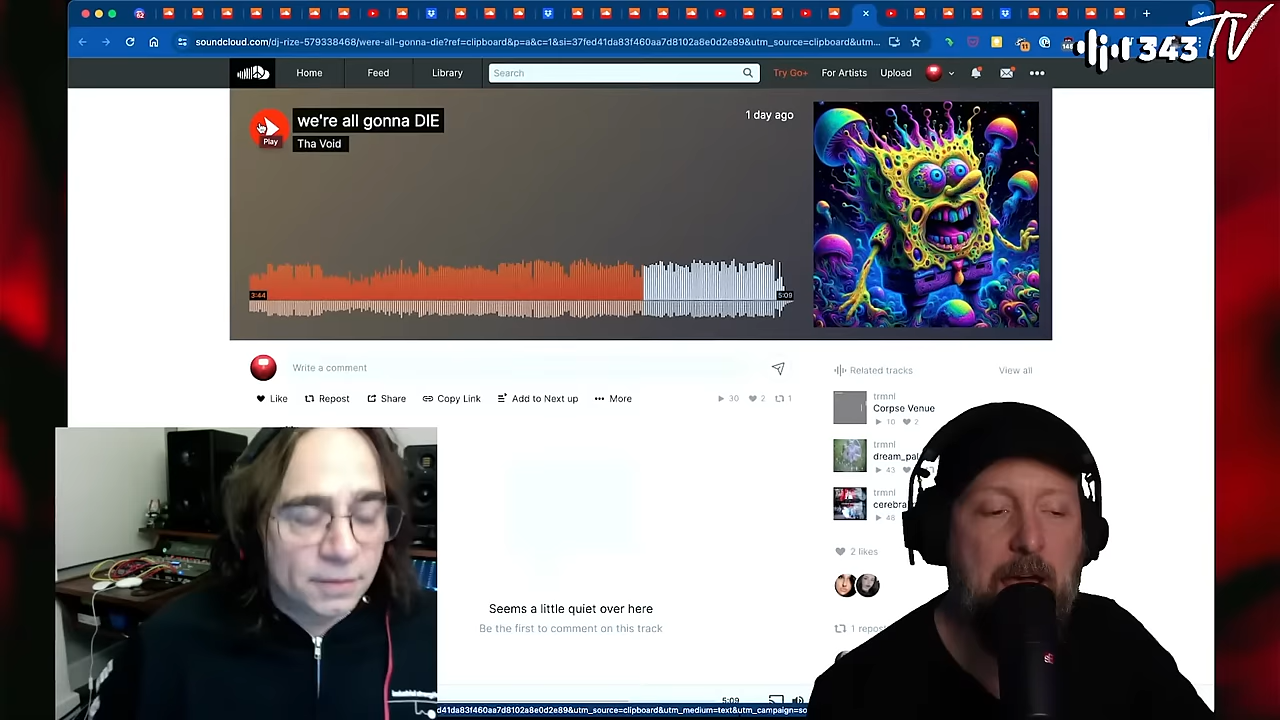 343 TV
soundcloud.com/dj-rize-579338468/were-all-gonna-die?ref=clipboard&p=a&c=1&si=37fed41da83f460aa7d8102a8e0d2e89&utm_source=clipboard&utm...
Home Feed Library Search Try Go+ For Artists Upload
we're all gonna DIE
Tha Void
Play
1 day ago
3:44
5:09
Write a comment
Like Repost Share Copy Link Add to Next up More
30 2 1
Related tracks View all
trmnl
Corpse Venue
10 2
trmnl
dream_pal
43
trmnl
cerebra
46
2 likes
Seems a little quiet over here
Be the first to comment on this track
1 repost
5:09
d41da83f460aa7d8102a8e0d2e89&utm_source=clipboard&utm_medium=text&utm_campaign=so